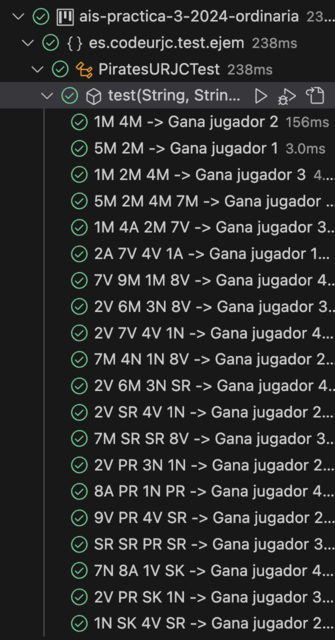 ais-practica-3-2024-ordinaria 23...
{ } es.codeurjc.test.ejem 238ms
PiratesURJCTest 238ms
test(String, Strin...
1M 4M -> Gana jugador 2 156ms
5M 2M -> Gana jugador 1 3.0ms
1M 2M 4M -> Gana jugador 3 4...
5M 2M 4M 7M -> Gana jugador ...
1M 4A 2M 7V -> Gana jugador 3...
2A 7V 4V 1A -> Gana jugador 1...
7V 9M 1M 8V -> Gana jugador 4...
2V 6M 3N 8V -> Gana jugador 3...
2V 7V 4V 1N -> Gana jugador 4...
7M 4N 1N 8V -> Gana jugador 2...
2V 6M 3N SR -> Gana jugador 4...
2V SR 4V 1N -> Gana jugador 2...
7M SR SR 8V -> Gana jugador 3...
2V PR 3N 1N -> Gana jugador 2...
8A PR 1N PR -> Gana jugador 4...
9V PR 4V SR -> Gana jugador 2...
SR SR PR SR -> Gana jugador 3...
7N 8A 1V SK -> Gana jugador 4...
2V PR SK 1N -> Gana jugador 3...
1N SK 4V SR -> Gana jugador 2...